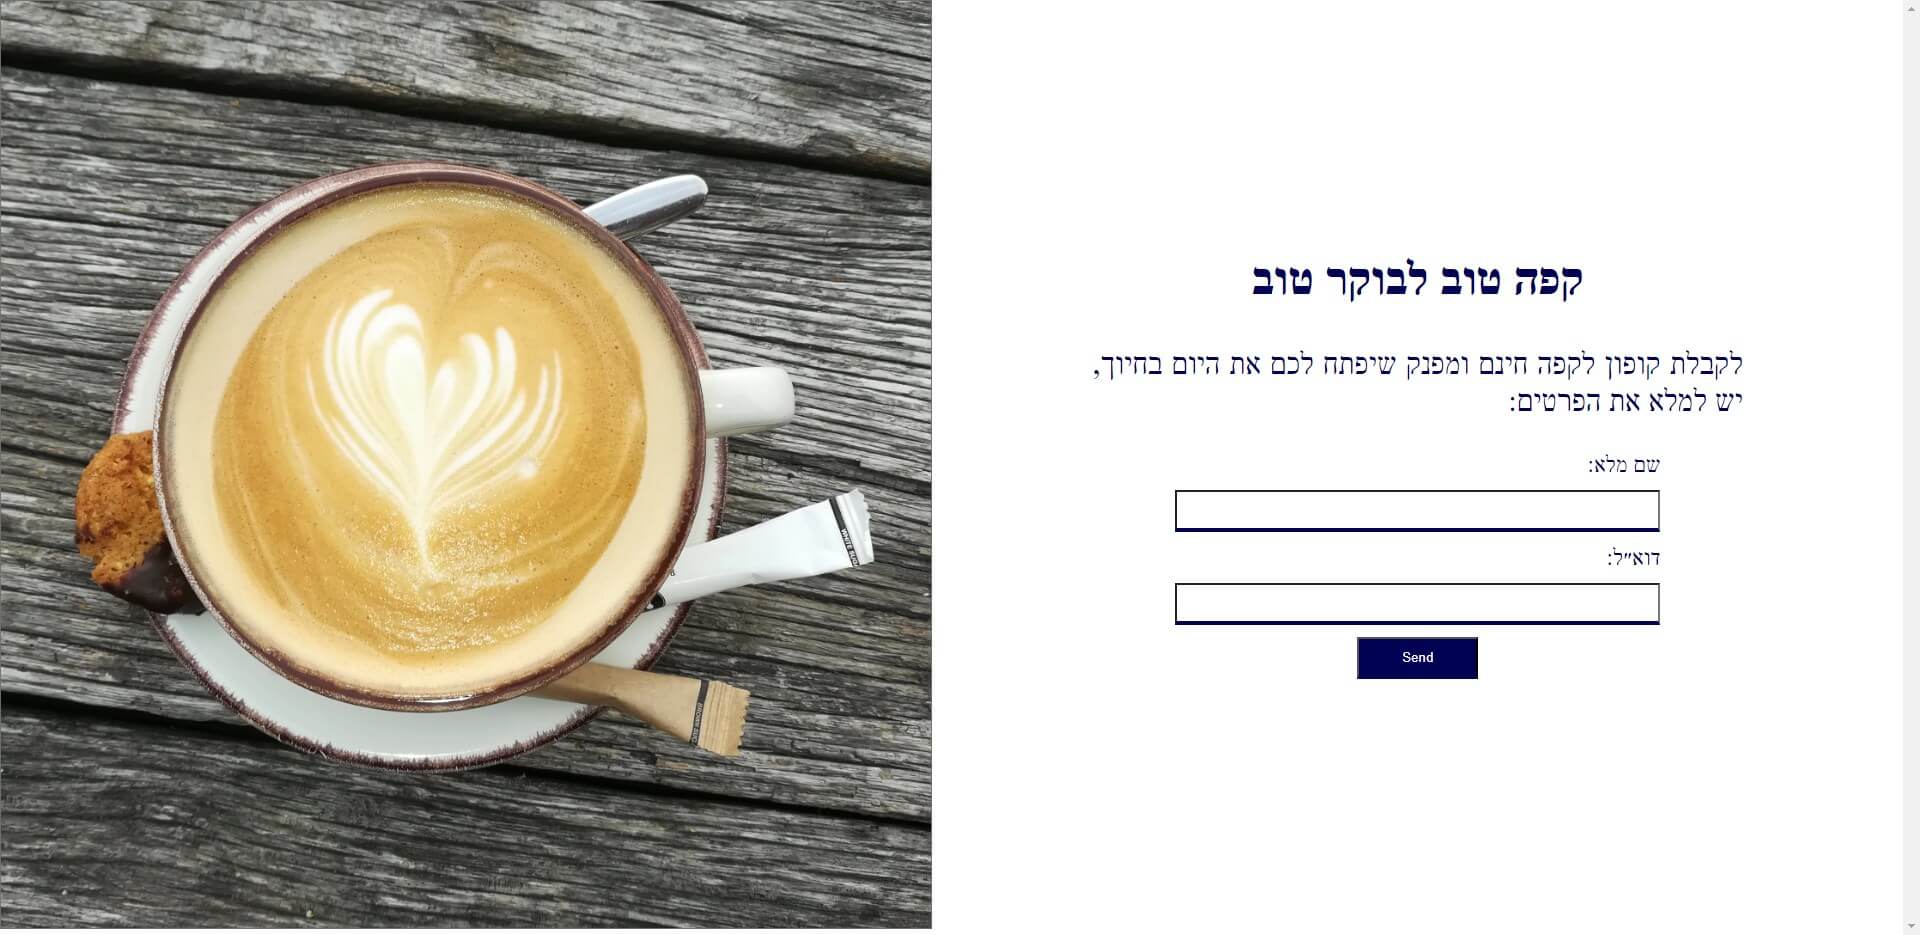 קפה טוב לבוקר טוב
לקבלת קופון לקפה חינם ומפנק שיפתח לכם את היום בחיוך,
יש למלא את הפרטים:
שם מלא:
דוא״ל:
Send